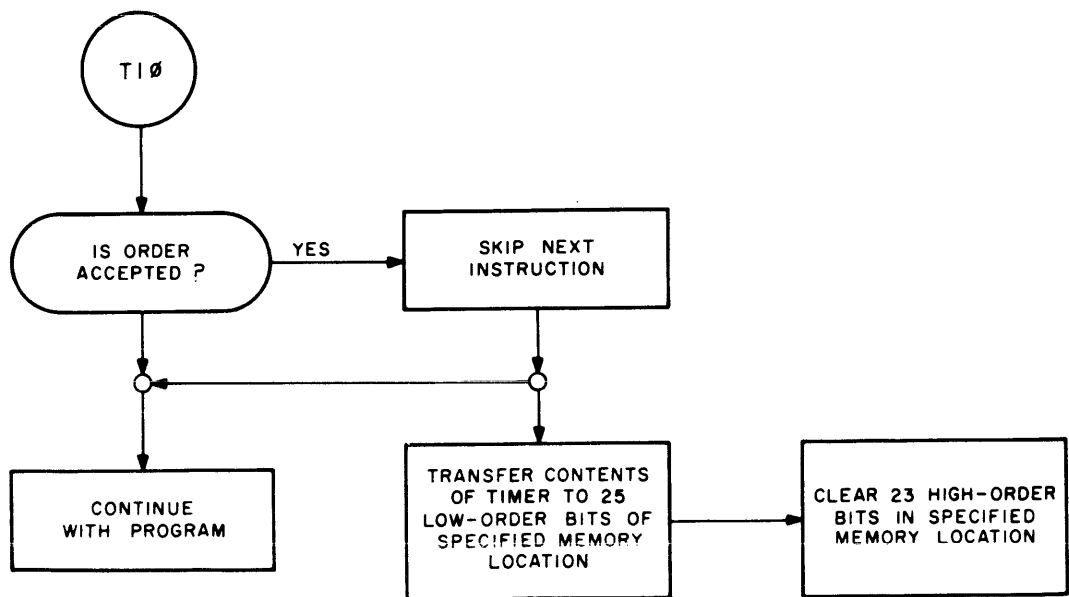 TIØ
IS ORDER
ACCEPTED ?
YES
SKIP NEXT
INSTRUCTION
CONTINUE
WITH PROGRAM
TRANSFER CONTENTS
OF TIMER TO 25
LOW-ORDER BITS OF
SPECIFIED MEMORY
LOCATION
CLEAR 23 HIGH-ORDER
BITS IN SPECIFIED
MEMORY LOCATION